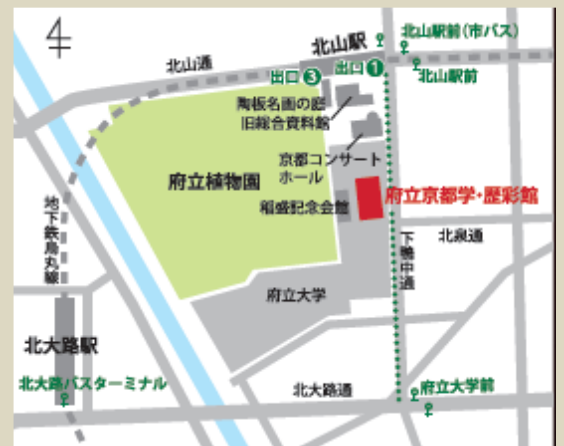 北山駅
北山駅前(市バス)
北山通
出口❸
出口❶
北山駅前
陶板名画の庭
旧総合資料館
京都コンサート
ホール
府立植物園
稲盛記念会館
府立京都学・歴彩館
地下鉄烏丸線
下鴨中通
北泉通
府立大学
北大路駅
北大路バスターミナル
北大路通
府立大学前